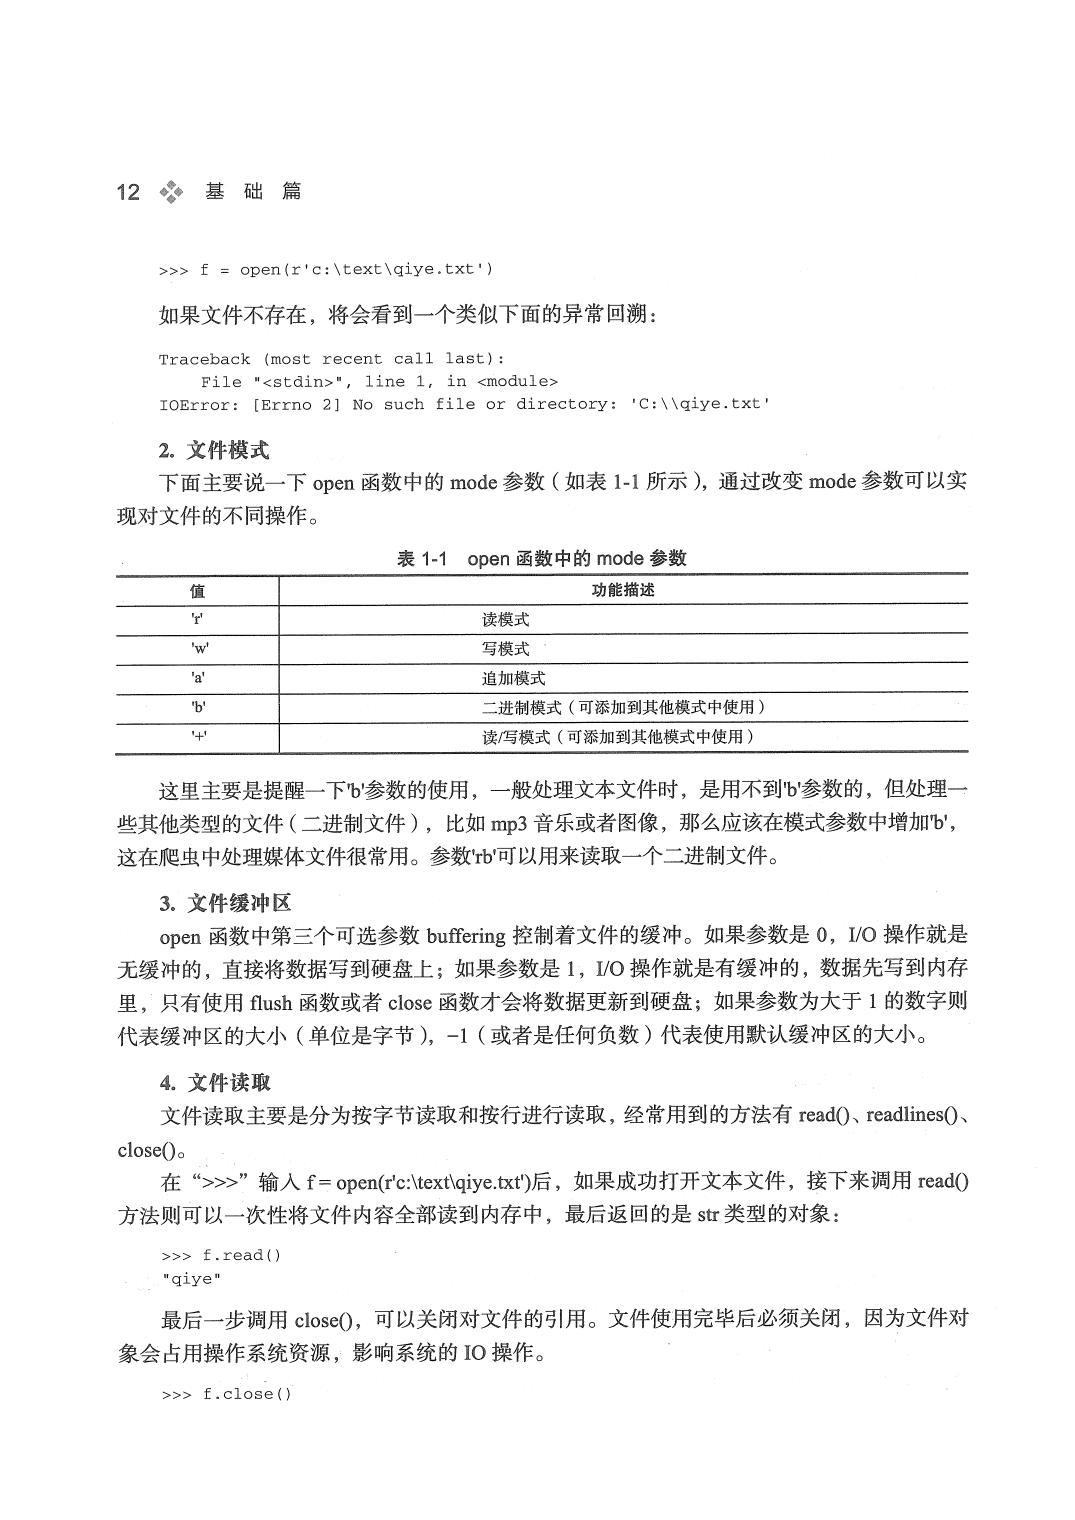 12 基 础 篇
>>> f = open(r'c:\text\qiye.txt')
如果文件不存在，将会看到一个类似下面的异常回溯：
Traceback (most recent call last):
File "<stdin>", line 1, in <module>
IOError: [Errno 2] No such file or directory: 'C:\\qiye.txt'
2. 文件模式
下面主要说一下 open 函数中的 mode 参数（如表 1-1 所示），通过改变 mode 参数可以实
现对文件的不同操作。
表 1-1 open 函数中的 mode 参数
值 功能描述
'r' 读模式
'w' 写模式
'a' 追加模式
'b' 二进制模式（可添加到其他模式中使用）
'+' 读/写模式（可添加到其他模式中使用）
这里主要是提醒一下'b'参数的使用，一般处理文本文件时，是用不到'b'参数的，但处理一
些其他类型的文件（二进制文件），比如 mp3 音乐或者图像，那么应该在模式参数中增加'b'，
这在爬虫中处理媒体文件很常用。参数'rb'可以用来读取一个二进制文件。
3. 文件缓冲区
open 函数中第三个可选参数 buffering 控制着文件的缓冲。如果参数是 0，I/O 操作就是
无缓冲的，直接将数据写到硬盘上；如果参数是 1，I/O 操作就是有缓冲的，数据先写到内存
里，只有使用 flush 函数或者 close 函数才会将数据更新到硬盘；如果参数为大于 1 的数字则
代表缓冲区的大小（单位是字节），−1（或者是任何负数）代表使用默认缓冲区的大小。
4. 文件读取
文件读取主要是分为按字节读取和按行进行读取，经常用到的方法有 read()、readlines()、
close()。
在“>>>”输入 f = open(r'c:\text\qiye.txt')后，如果成功打开文本文件，接下来调用 read()
方法则可以一次性将文件内容全部读到内存中，最后返回的是 str 类型的对象：
>>> f.read()
"qiye"
最后一步调用 close()，可以关闭对文件的引用。文件使用完毕后必须关闭，因为文件对
象会占用操作系统资源，影响系统的 IO 操作。
>>> f.close()